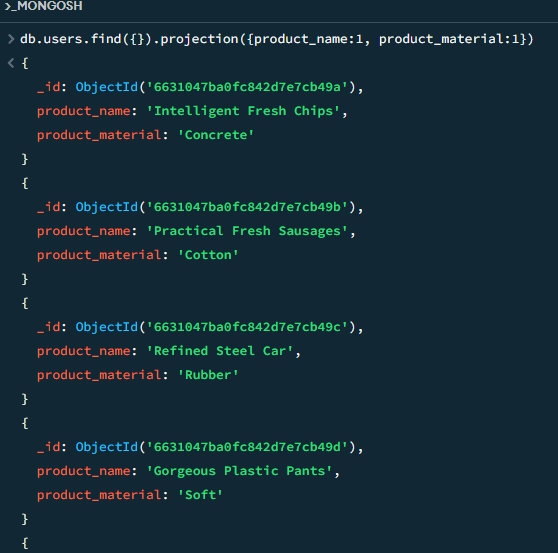 >_MONGOSH
> db.users.find({}).projection({product_name:1, product_material:1})
< {
_id: ObjectId('6631047ba0fc842d7e7cb49a'),
product_name: 'Intelligent Fresh Chips',
product_material: 'Concrete'
}
{
_id: ObjectId('6631047ba0fc842d7e7cb49b'),
product_name: 'Practical Fresh Sausages',
product_material: 'Cotton'
}
{
_id: ObjectId('6631047ba0fc842d7e7cb49c'),
product_name: 'Refined Steel Car',
product_material: 'Rubber'
}
{
_id: ObjectId('6631047ba0fc842d7e7cb49d'),
product_name: 'Gorgeous Plastic Pants',
product_material: 'Soft'
}
{